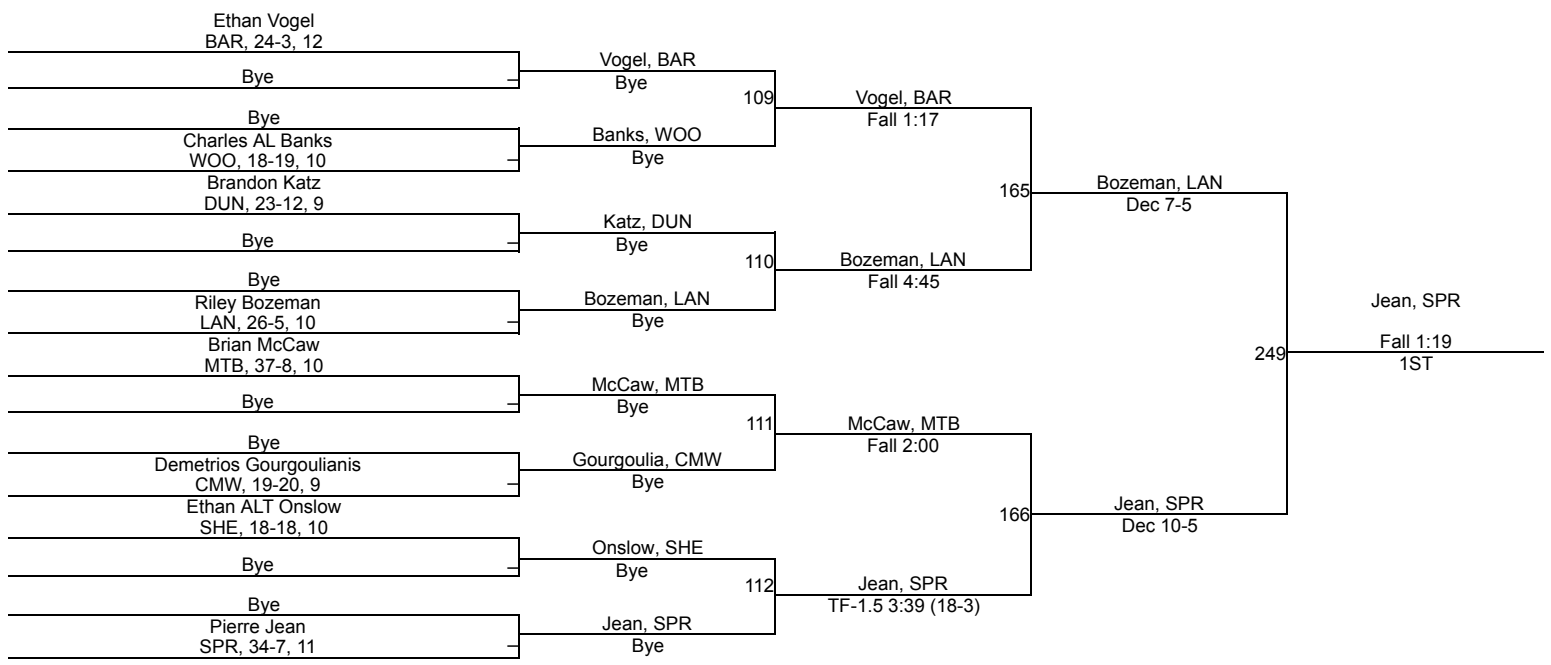 Ethan Vogel
BAR, 24-3, 12
Bye
Bye
Charles AL Banks
WOO, 18-19, 10
Brandon Katz
DUN, 23-12, 9
Bye
Bye
Riley Bozeman
LAN, 26-5, 10
Brian McCaw
MTB, 37-8, 10
Bye
Bye
Demetrios Gourgoulianis
CMW, 19-20, 9
Ethan ALT Onslow
SHE, 18-18, 10
Bye
Bye
Pierre Jean
SPR, 34-7, 11
Vogel, BAR
Bye
109
Banks, WOO
Bye
Katz, DUN
Bye
110
Bozeman, LAN
Bye
McCaw, MTB
Bye
111
Gourgoulia, CMW
Bye
Onslow, SHE
Bye
112
Jean, SPR
Bye
Vogel, BAR
Fall 1:17
165
Bozeman, LAN
Fall 4:45
McCaw, MTB
Fall 2:00
166
Jean, SPR
TF-1.5 3:39 (18-3)
Bozeman, LAN
Dec 7-5
249
Jean, SPR
Dec 10-5
Jean, SPR
Fall 1:19
1ST